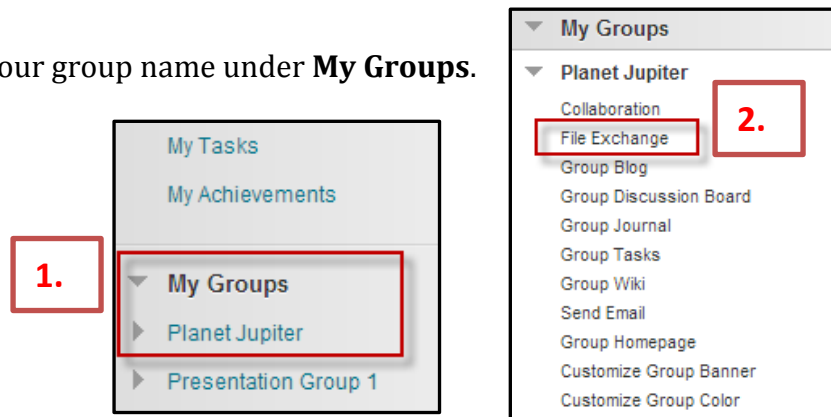 our group name under My Groups.
My Tasks
My Achievements
1.
My Groups
Planet Jupiter
Presentation Group 1
My Groups
Planet Jupiter
Collaboration
2.
File Exchange
Group Blog
Group Discussion Board
Group Journal
Group Tasks
Group Wiki
Send Email
Group Homepage
Customize Group Banner
Customize Group Color